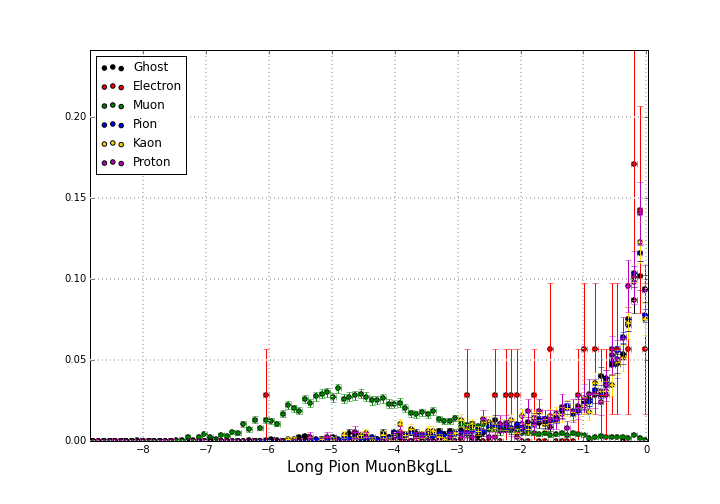 Ghost
Electron
Muon
Pion
Kaon
Proton
0.20
0.15
0.10
0.05
0.00
−8 −7 −6 −5 −4 −3 −2 −1 0
Long Pion MuonBkgLL